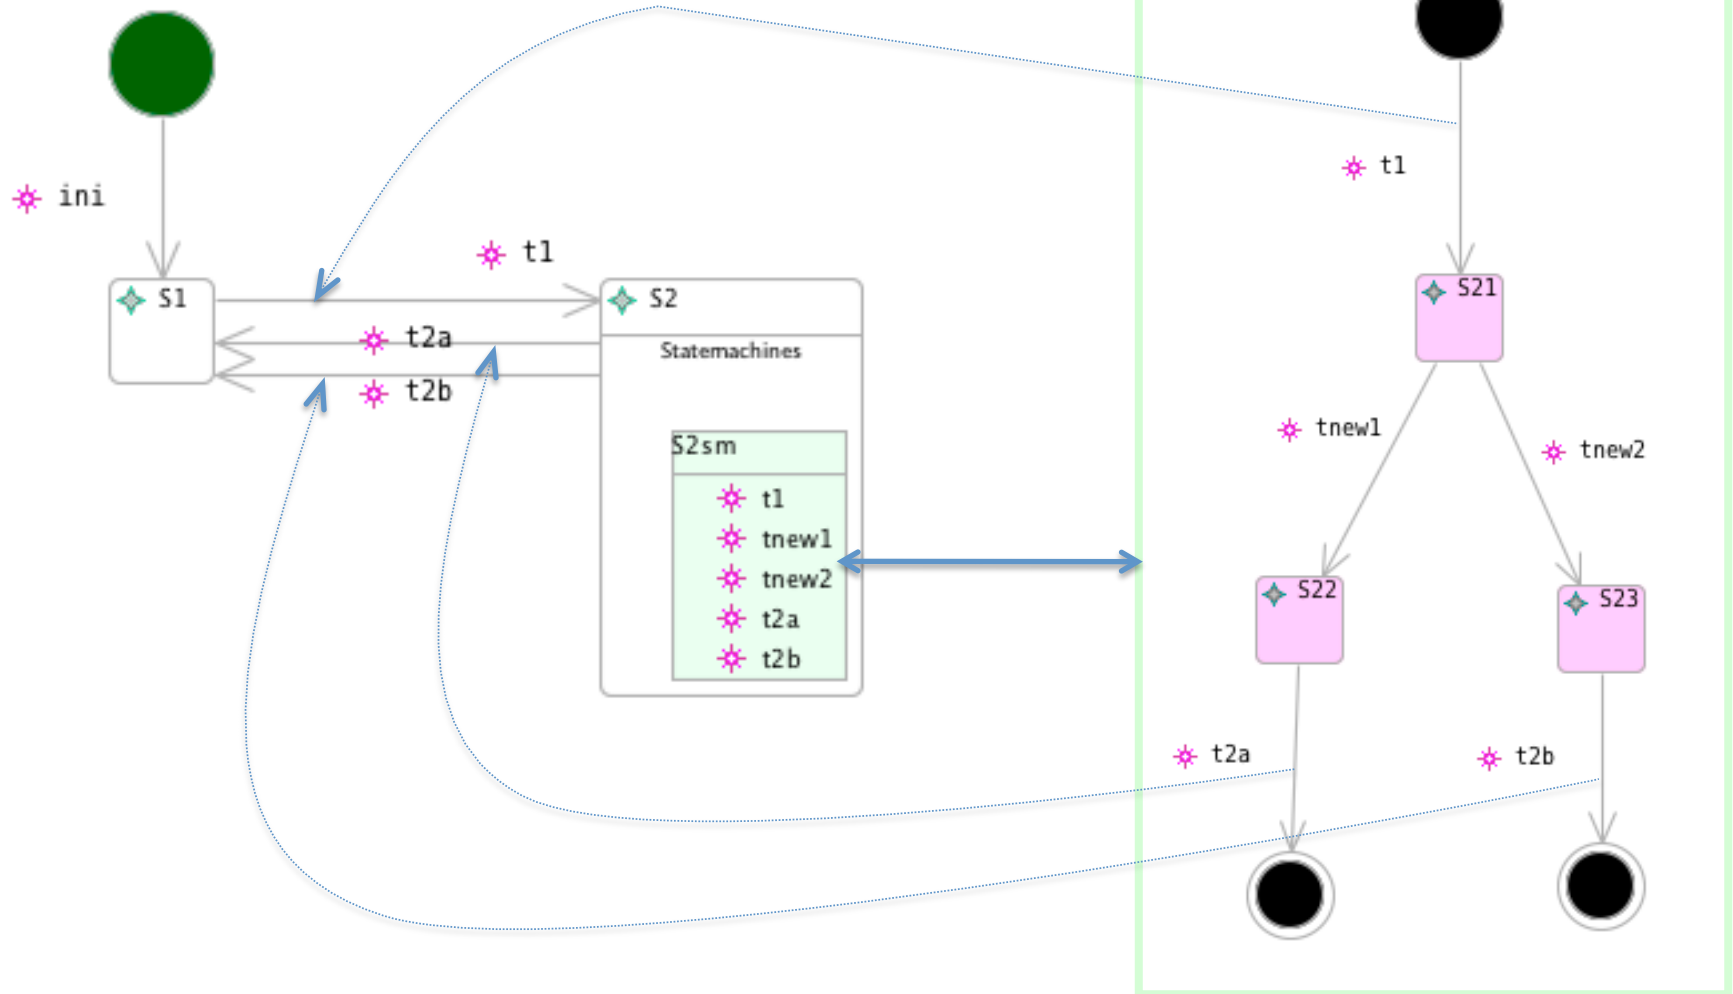 ini
t1
S1
S2
t2a
Statemachines
t2b
S2sm
t1
tnew1
tnew2
t2a
t2b
t1
S21
tnew1
tnew2
S22
S23
t2a
t2b